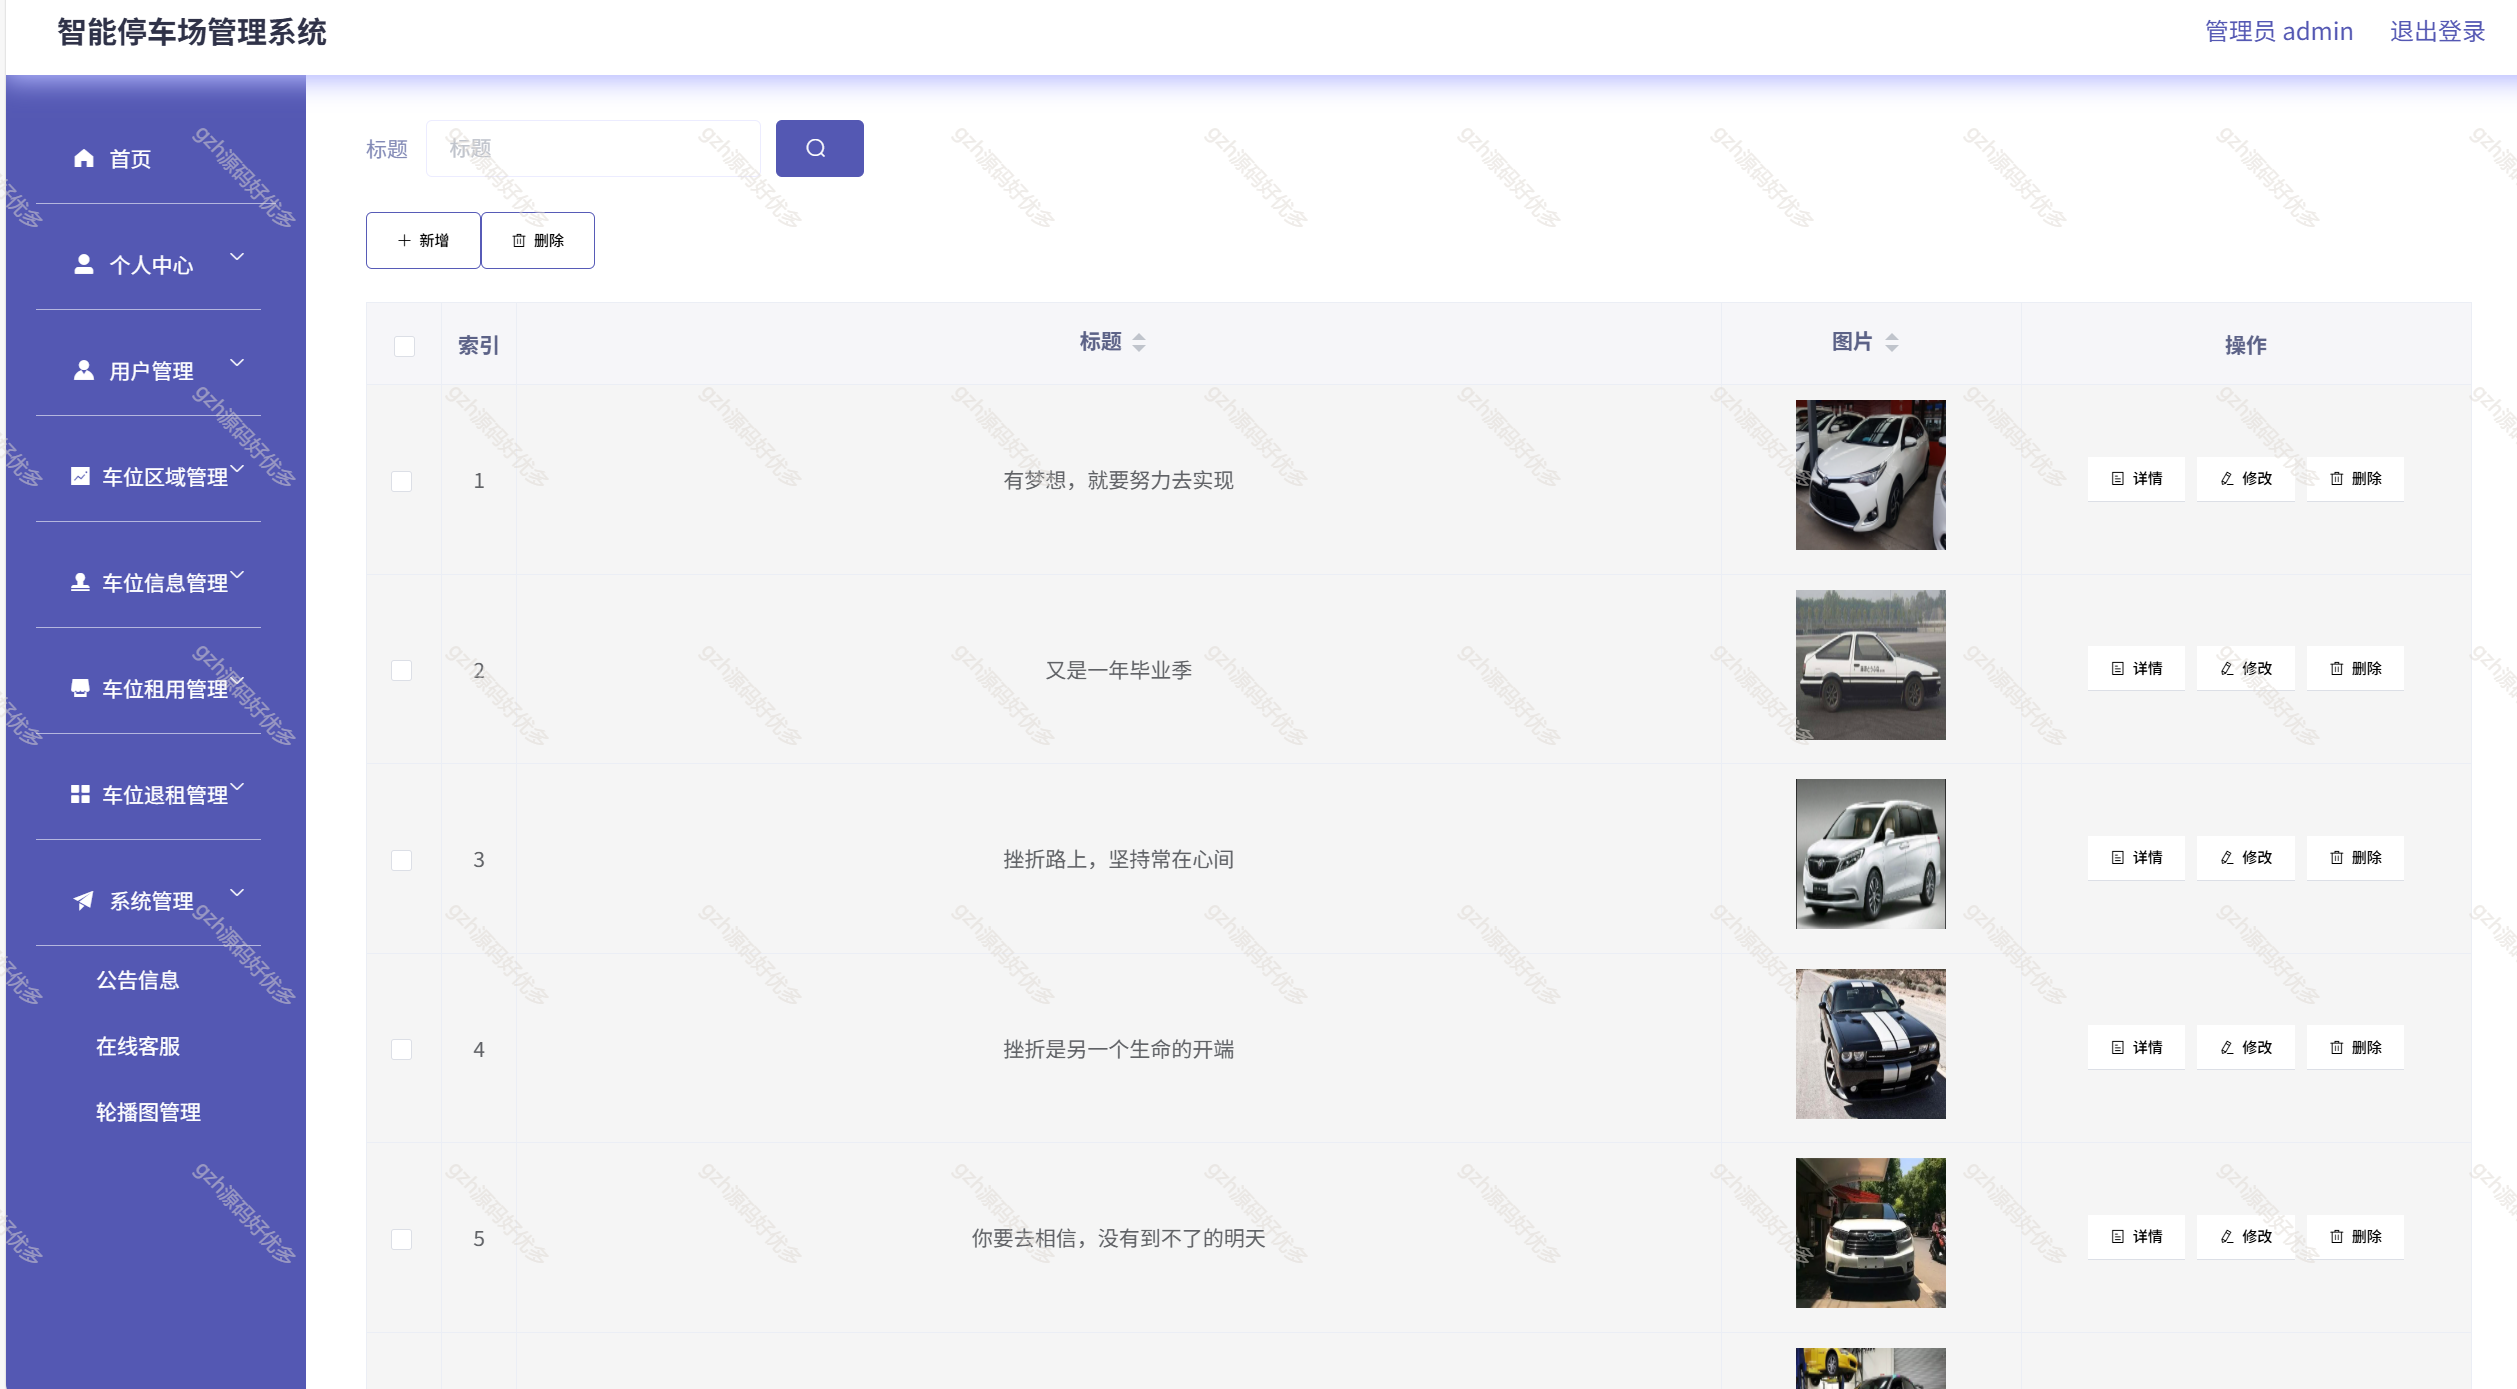 智能停车场管理系统
管理员 admin 退出登录
首页
个人中心
用户管理
车位区域管理
车位信息管理
车位租用管理
车位退租管理
系统管理
公告信息
在线客服
轮播图管理
标题 标题
新增 删除
索引 标题 图片 操作
1 有梦想，就要努力去实现 详情 修改 删除
2 又是一年毕业季 详情 修改 删除
3 挫折路上，坚持常在心间 详情 修改 删除
4 挫折是另一个生命的开端 详情 修改 删除
5 你要去相信，没有到不了的明天 详情 修改 删除
gzh源码好优多